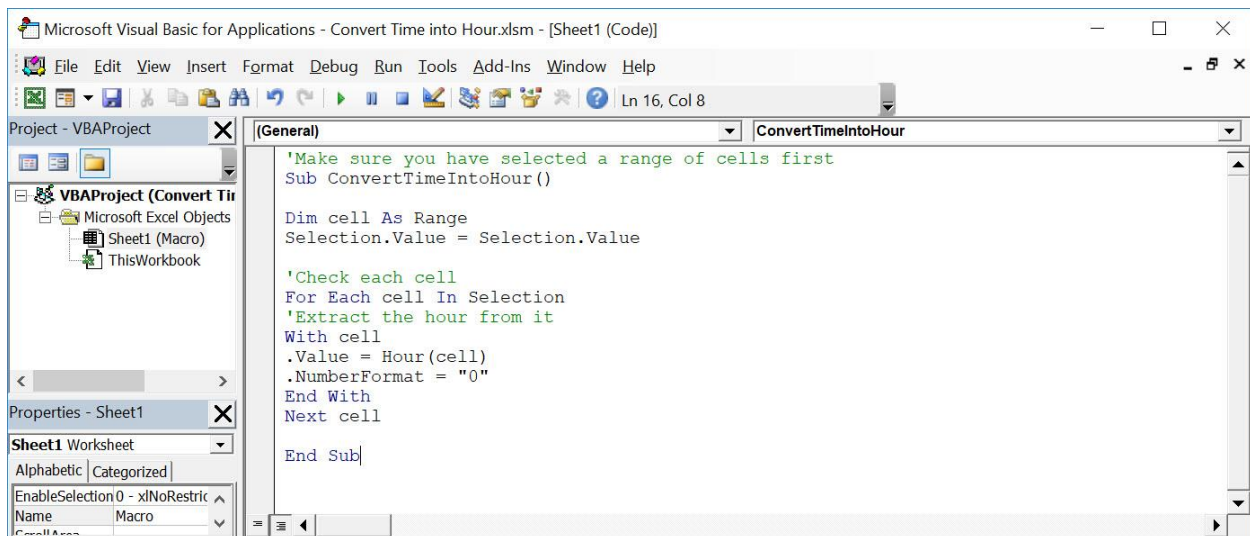 Microsoft Visual Basic for Applications - Convert Time into Hour.xlsm - [Sheet1 (Code)]
File Edit View Insert Format Debug Run Tools Add-Ins Window Help
Ln 16, Col 8
Project - VBAProject
VBAProject (Convert Tir
Microsoft Excel Objects
Sheet1 (Macro)
ThisWorkbook
Properties - Sheet1
Sheet1 Worksheet
Alphabetic Categorized
EnableSelection 0 - xlNoRestric
Name Macro
ScrollArea
(General) ConvertTimeIntoHour
'Make sure you have selected a range of cells first
Sub ConvertTimeIntoHour()
Dim cell As Range
Selection.Value = Selection.Value
'Check each cell
For Each cell In Selection
'Extract the hour from it
With cell
.Value = Hour(cell)
.NumberFormat = "0"
End With
Next cell
End Sub